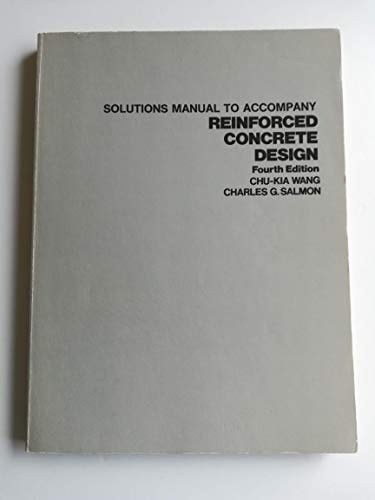 SOLUTIONS MANUAL TO ACCOMPANY
REINFORCED
CONCRETE
DESIGN
Fourth Edition
CHU-KIA WANG
CHARLES G. SALMON